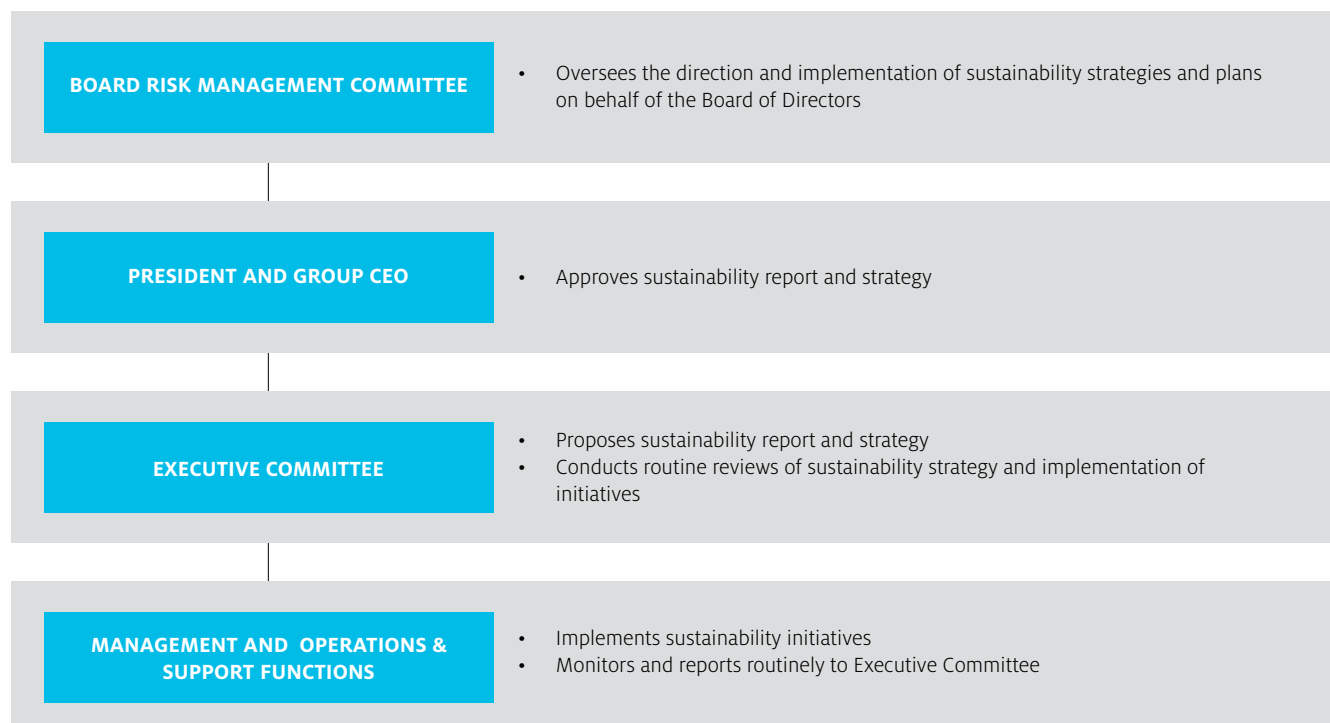 BOARD RISK MANAGEMENT COMMITTEE
• Oversees the direction and implementation of sustainability strategies and plans
on behalf of the Board of Directors
PRESIDENT AND GROUP CEO
• Approves sustainability report and strategy
EXECUTIVE COMMITTEE
• Proposes sustainability report and strategy
• Conducts routine reviews of sustainability strategy and implementation of
initiatives
MANAGEMENT AND OPERATIONS &
SUPPORT FUNCTIONS
• Implements sustainability initiatives
• Monitors and reports routinely to Executive Committee